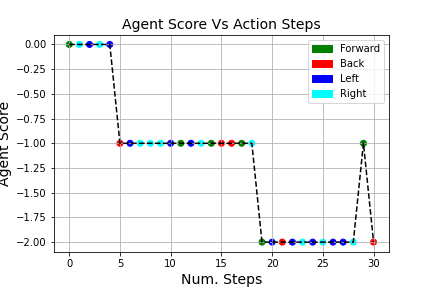 Agent Score Vs Action Steps
Agent Score
0.00
−0.25
−0.50
−0.75
−1.00
−1.25
−1.50
−1.75
−2.00
Forward
Back
Left
Right
0 5 10 15 20 25 30
Num. Steps